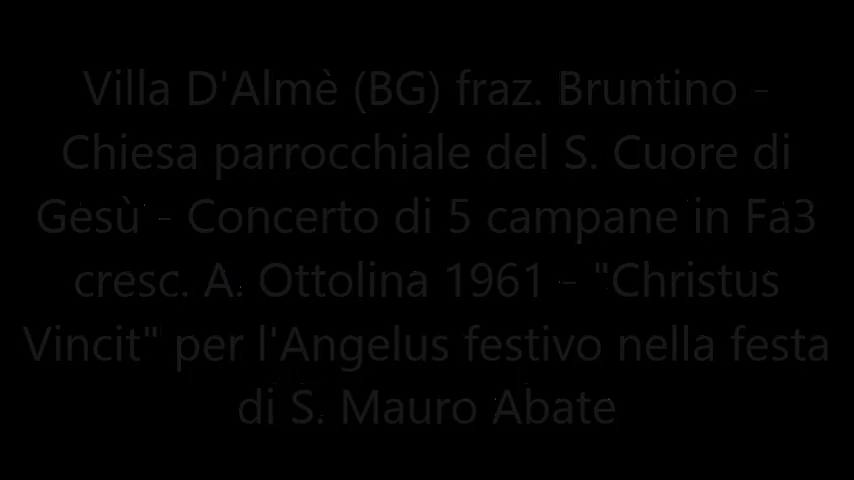 Villa D'Almè (BG) fraz. Bruntino -
Chiesa parrocchiale del S. Cuore di
Gesù - Concerto di 5 campane in Fa3
cresc. A. Ottolina 1961 - "Christus
Vincit" per l'Angelus festivo nella festa
di S. Mauro Abate